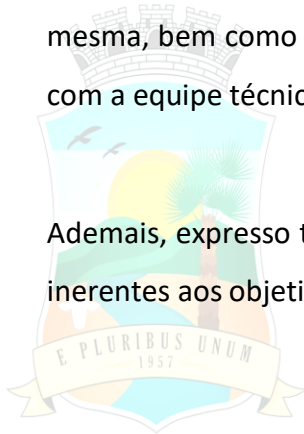 mesma, bem como
com a equipe técnic
Ademais, expresso t
inerentes aos objeti
E PLURIBUS UNUM
1957